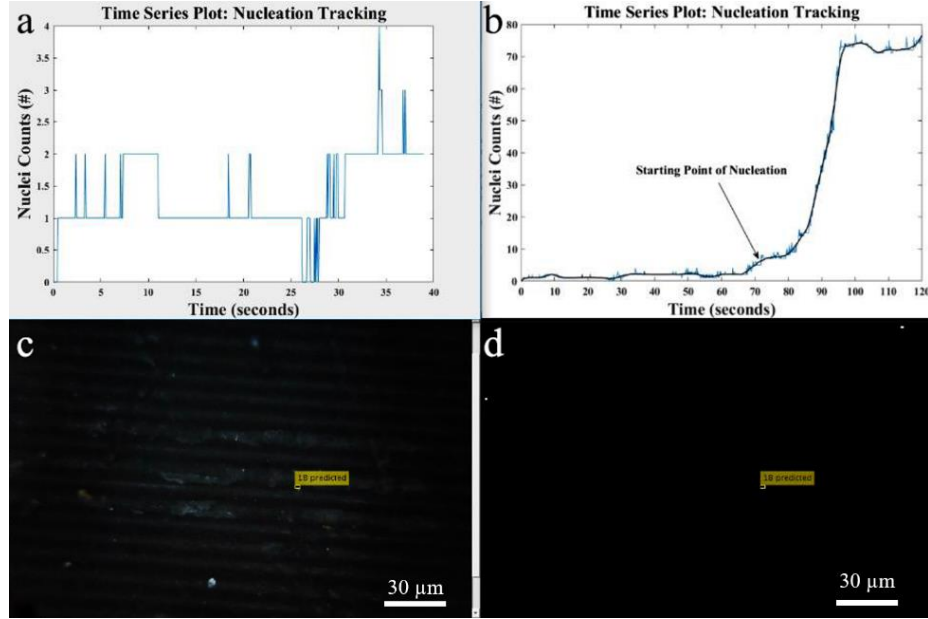 a
Time Series Plot: Nucleation Tracking
4
3.5
3
2.5
2
1.5
1
0.5
0
Nuclei Counts (#)
0 5 10 15 20 25 30 35 40
Time (seconds)
b
Time Series Plot: Nucleation Tracking
80
70
60
50
40
30
20
10
0
Nuclei Counts (#)
Starting Point of Nucleation
0 10 20 30 40 50 60 70 80 90 100 110 120
Time (seconds)
c
18 predicted
30 µm
d
18 predicted
30 µm